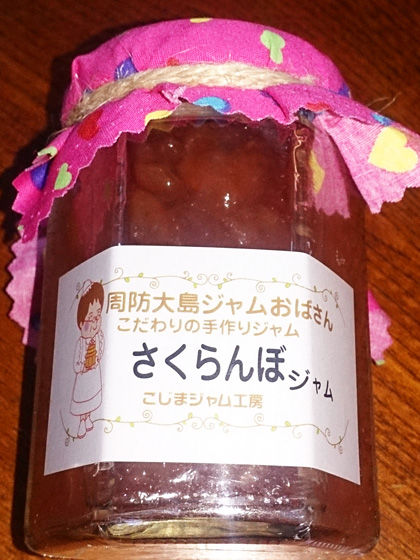 周防大島ジャムおばさん
こだわりの手作りジャム
さくらんぼジャム
こじまジャム工房